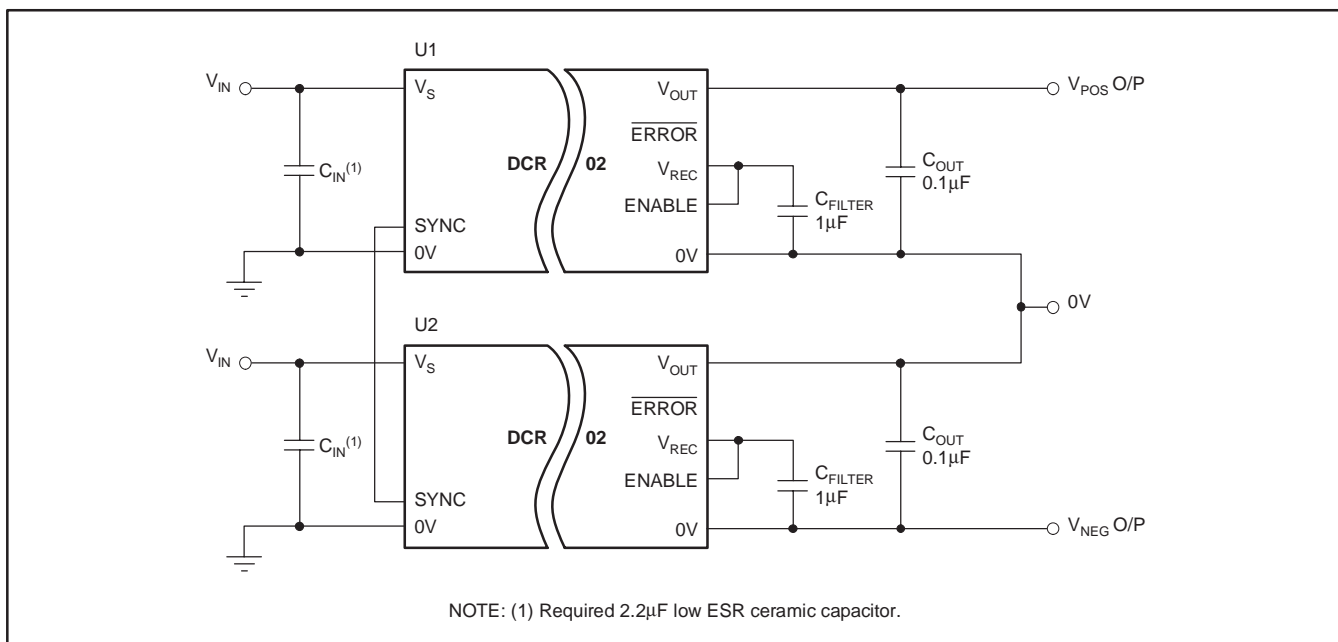 U1
V_IN
V_S
V_OUT
V_POS O/P
ERROR
C_IN(1)
DCR 02
V_REC
C_OUT
0.1μF
ENABLE
C_FILTER
1μF
SYNC
0V
0V
0V
U2
V_IN
V_S
V_OUT
ERROR
C_IN(1)
DCR 02
V_REC
C_OUT
0.1μF
ENABLE
C_FILTER
1μF
SYNC
0V
0V
V_NEG O/P
NOTE: (1) Required 2.2μF low ESR ceramic capacitor.